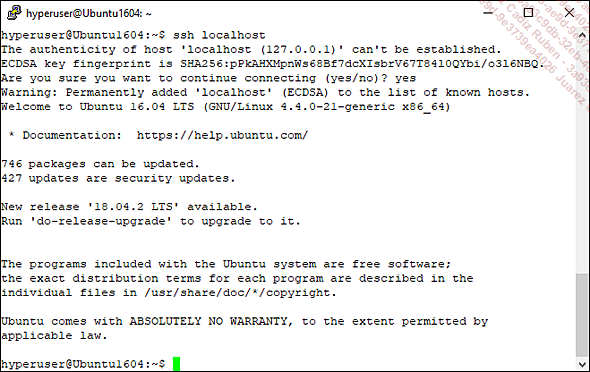 hyperuser@Ubuntu1604: ~
hyperuser@Ubuntu1604:~$ ssh localhost
The authenticity of host 'localhost (127.0.0.1)' can't be established.
ECDSA key fingerprint is SHA256:pPkAHXMpnWs68Bf7dcXIsbrV67T84l0QYbi/o3l6NBQ.
Are you sure you want to continue connecting (yes/no)? yes
Warning: Permanently added 'localhost' (ECDSA) to the list of known hosts.
Welcome to Ubuntu 16.04 LTS (GNU/Linux 4.4.0-21-generic x86_64)
* Documentation:  https://help.ubuntu.com/
746 packages can be updated.
427 updates are security updates.
New release '18.04.2 LTS' available.
Run 'do-release-upgrade' to upgrade to it.
The programs included with the Ubuntu system are free software;
the exact distribution terms for each program are described in the
individual files in /usr/share/doc/*/copyright.
Ubuntu comes with ABSOLUTELY NO WARRANTY, to the extent permitted by
applicable law.
hyperuser@Ubuntu1604:~$